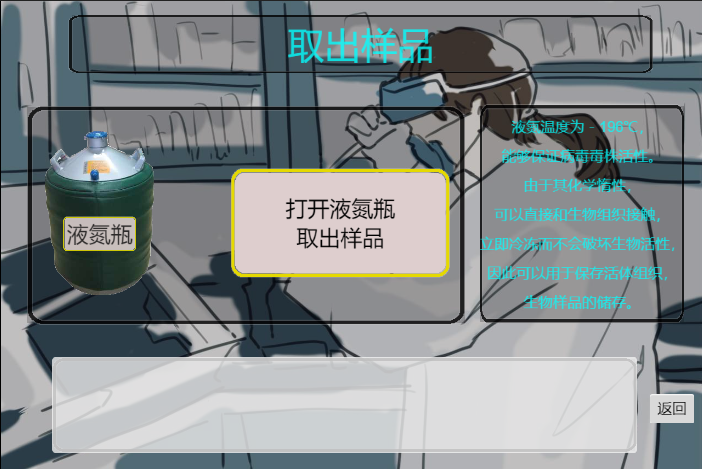 取出样品
液氮温度为－196℃，
能够保证病毒毒株活性。
由于其化学惰性，
可以直接和生物组织接触，
立即冷冻而不会破坏生物活性，
因此可以用于保存活体组织，
生物样品的储存。
液氮瓶
打开液氮瓶
取出样品
返回